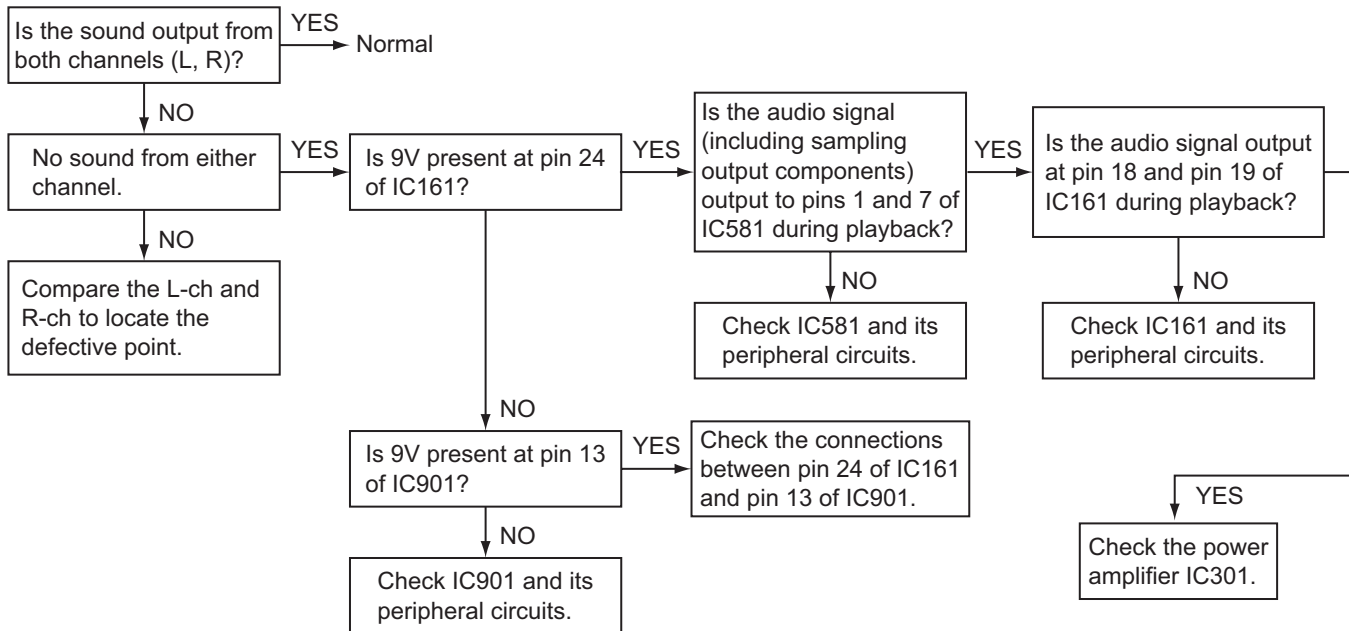 Is the sound output from
both channels (L, R)?
YES
Normal
NO
No sound from either
channel.
YES
Is 9V present at pin 24
of IC161?
YES
Is the audio signal
(including sampling
output components)
output to pins 1 and 7 of
IC581 during playback?
YES
Is the audio signal output
at pin 18 and pin 19 of
IC161 during playback?
NO
Compare the L-ch and
R-ch to locate the
defective point.
NO
Check IC581 and its
peripheral circuits.
NO
Check IC161 and its
peripheral circuits.
NO
Is 9V present at pin 13
of IC901?
YES
Check the connections
between pin 24 of IC161
and pin 13 of IC901.
YES
Check the power
amplifier IC301.
NO
Check IC901 and its
peripheral circuits.